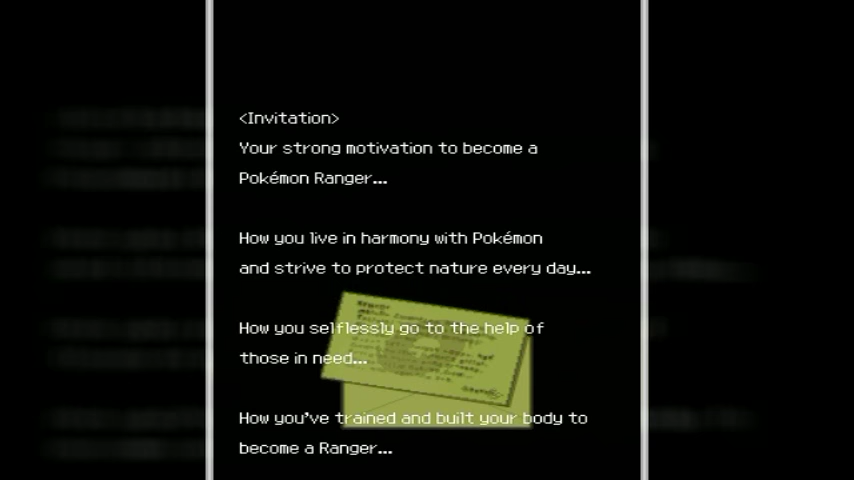 <Invitation>
Your strong motivation to become a
Pokémon Ranger...
How you live in harmony with Pokémon
and strive to protect nature every day...
How you selflessly go to the help of
those in need...
How you've trained and built your body to
become a Ranger...